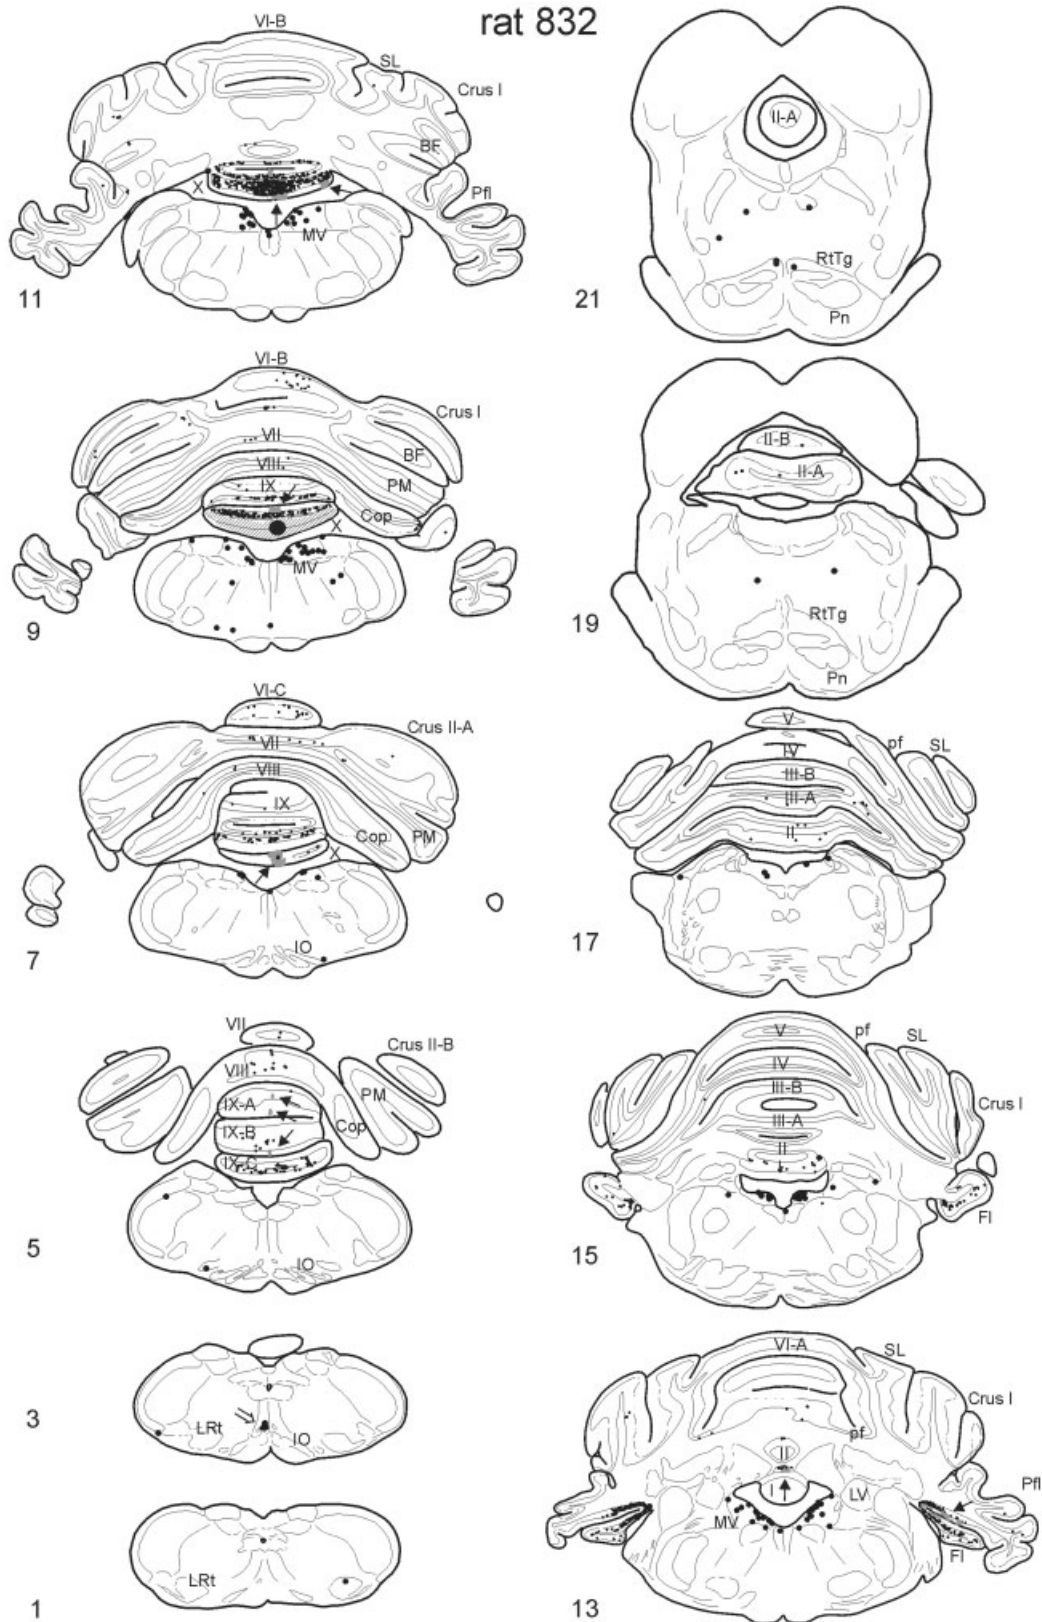 rat 832
VI-B
SL
Crus I
BF
X
Pfl
MV
11
VI-B
Crus I
VII
BF
VIII
PM
IX
Cop
X
MV
9
VI-C
Crus II-A
VII
VIII
IX
Cop
PM
X
IO
7
VII
Crus II-B
VIII
PM
IX-A
Cop
IX-B
IX-C
IO
5
LRt
IO
3
LRt
1
II-A
RtTg
Pn
21
II-B
II-A
RtTg
Pn
19
V
pf
SL
IV
III-B
III-A
II
17
V
pf
SL
IV
III-B
Crus I
III-A
II
I
Fl
15
VI-A
SL
Crus I
pf
II
Pfl
I
LV
MV
Fl
13